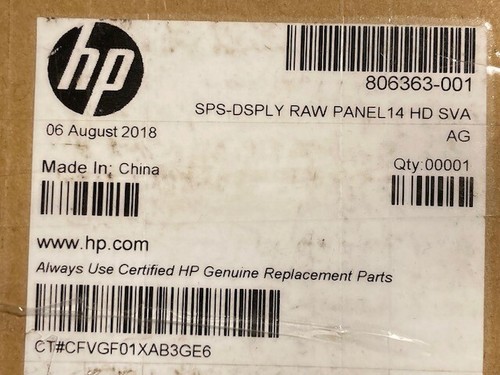 hp
806363-001
SPS-DSPLY RAW PANEL14 HD SVA
AG
06 August 2018
Made In: China
Qty:00001
www.hp.com
Always Use Certified HP Genuine Replacement Parts
CT#CFVGF01XAB3GE6